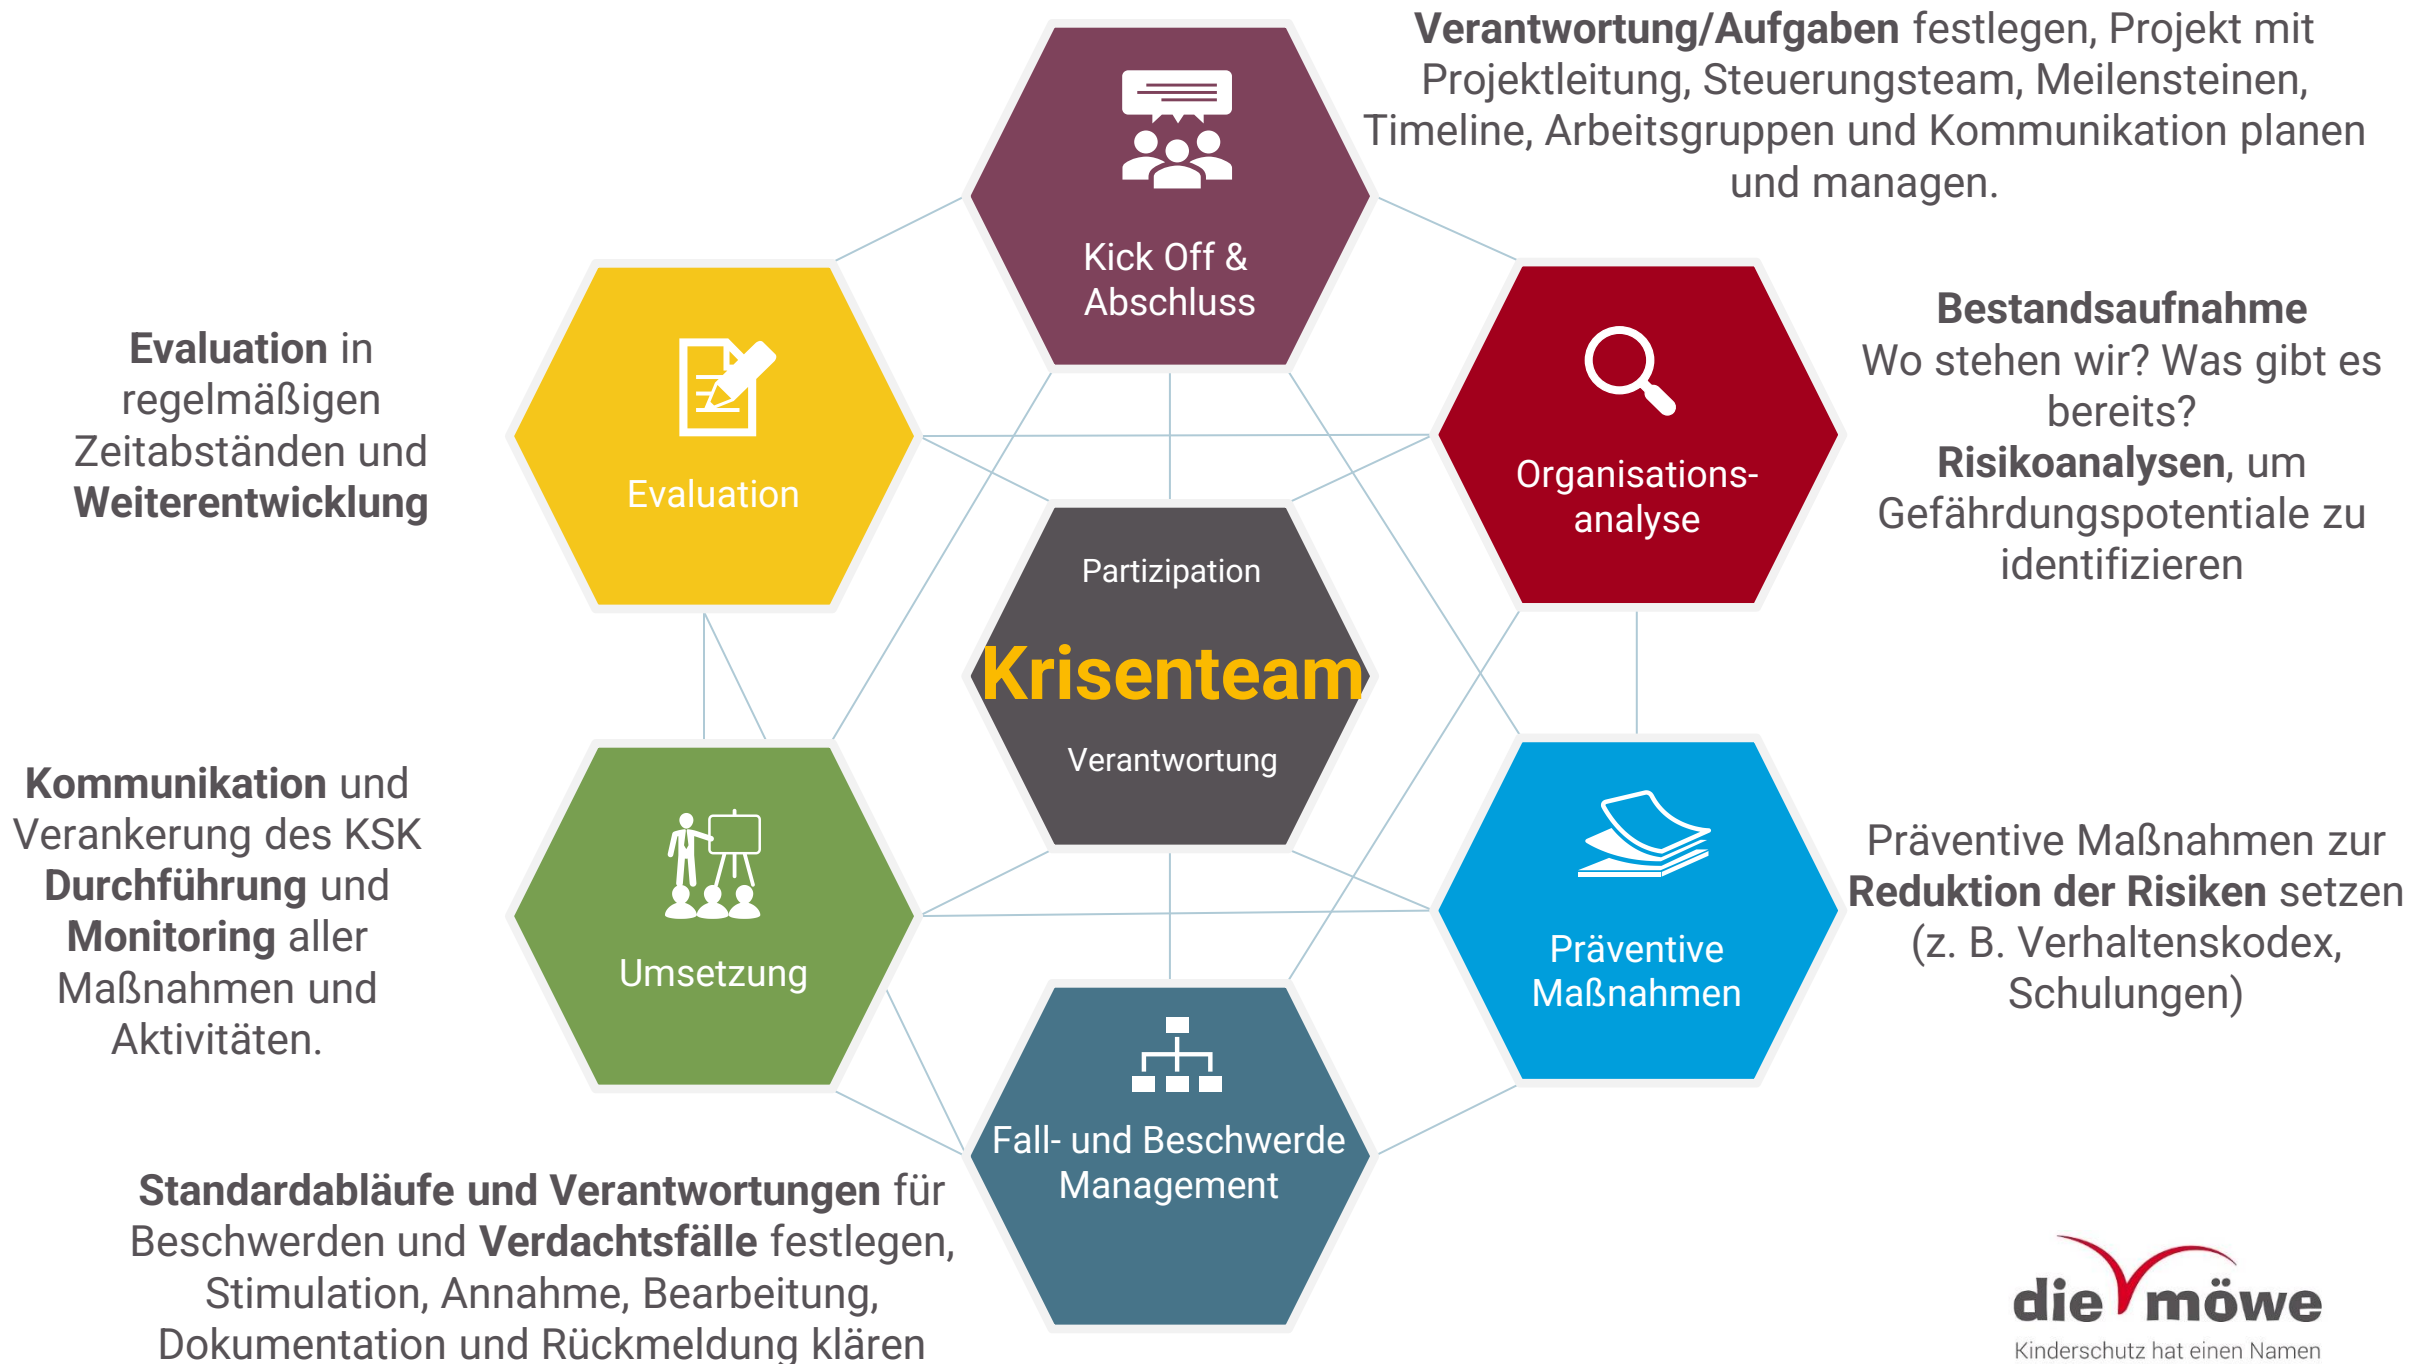 Verantwortung/Aufgaben festlegen, Projekt mit
Projektleitung, Steuerungsteam, Meilensteinen,
Timeline, Arbeitsgruppen und Kommunikation planen
und managen.
Kick Off &
Abschluss
Bestandsaufnahme
Wo stehen wir? Was gibt es
bereits?
Risikoanalysen, um
Gefährdungspotentiale zu
identifizieren
Organisations-
analyse
Evaluation in
regelmäßigen
Zeitabständen und
Weiterentwicklung
Evaluation
Partizipation
Krisenteam
Verantwortung
Kommunikation und
Verankerung des KSK
Durchführung und
Monitoring aller
Maßnahmen und
Aktivitäten.
Umsetzung
Präventive
Maßnahmen
Präventive Maßnahmen zur
Reduktion der Risiken setzen
(z. B. Verhaltenskodex,
Schulungen)
Fall- und Beschwerde
Management
Standardabläufe und Verantwortungen für
Beschwerden und Verdachtsfälle festlegen,
Stimulation, Annahme, Bearbeitung,
Dokumentation und Rückmeldung klären
die möwe
Kinderschutz hat einen Namen